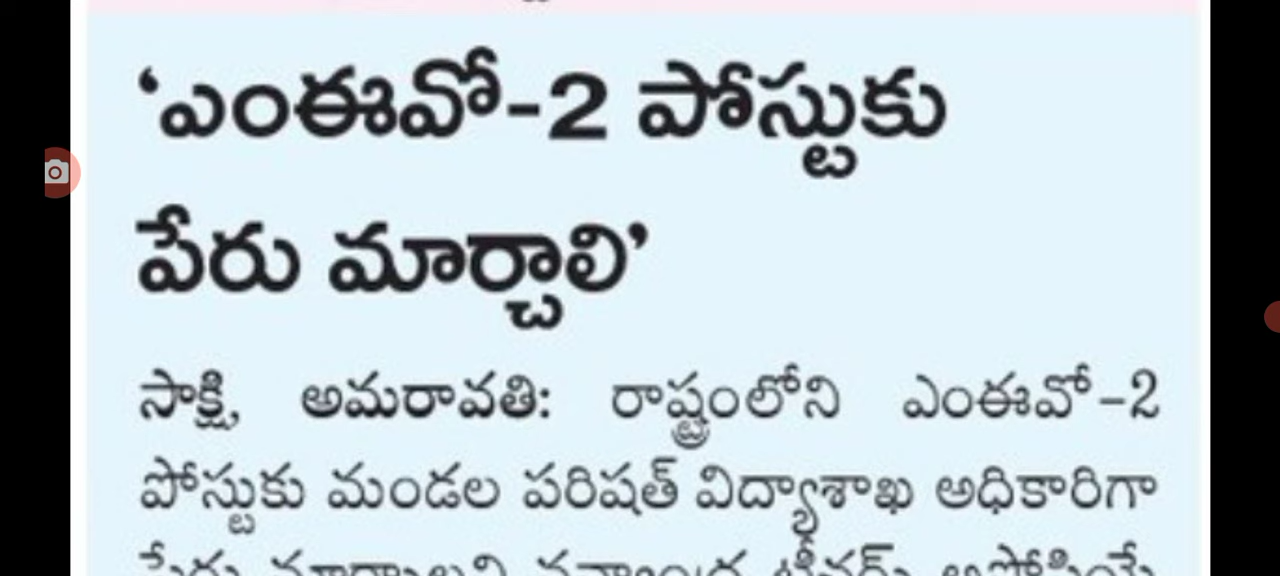 ‘ఎంఈవో-2 పోస్టుకు
పేరు మార్చాలి’
సాక్షి, అమరావతి: రాష్ట్రంలోని ఎంఈవో-2
పోస్టుకు మండల పరిషత్ విద్యాశాఖ అధికారిగా